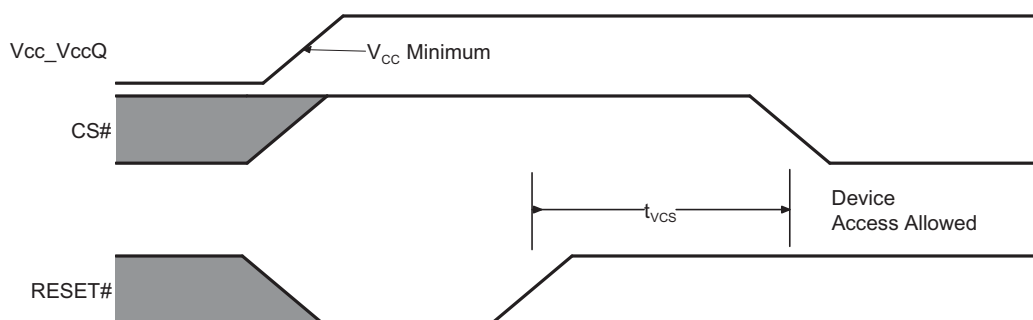 Vcc_VccQ
VCC Minimum
CS#
tVCS
Device
Access Allowed
RESET#